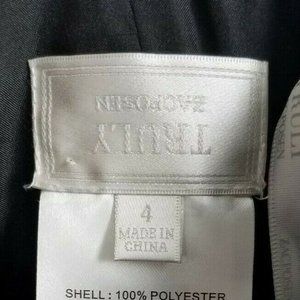 TRULY
ZAC POSEN
4
MADE IN
CHINA
SHELL : 100% POLYESTER